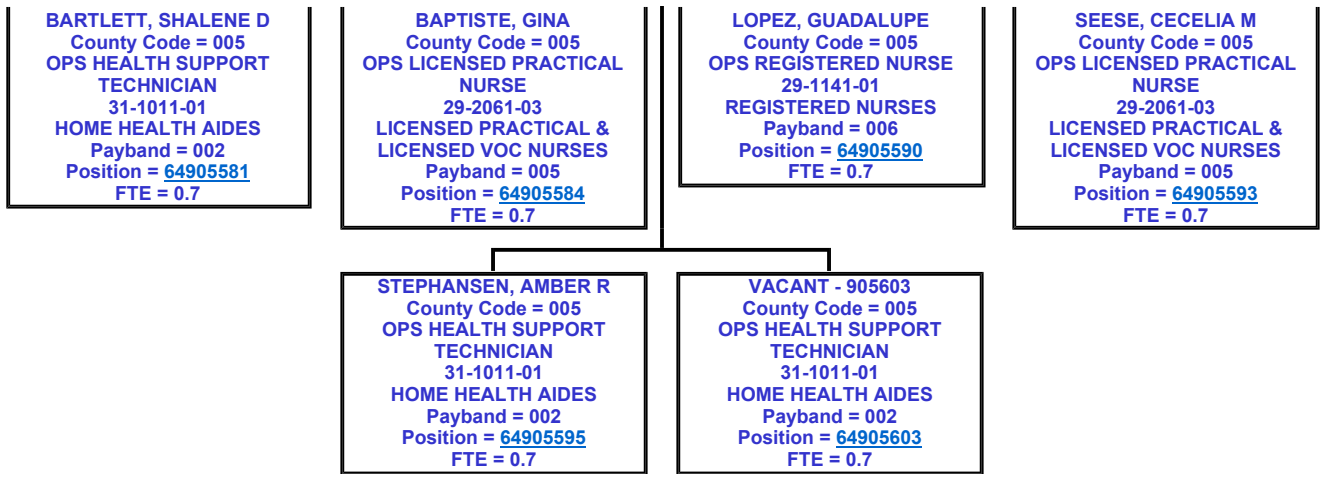 BARTLETT, SHALENE D
County Code = 005
OPS HEALTH SUPPORT
TECHNICIAN
31-1011-01
HOME HEALTH AIDES
Payband = 002
Position = 64905581
FTE = 0.7
BAPTISTE, GINA
County Code = 005
OPS LICENSED PRACTICAL
NURSE
29-2061-03
LICENSED PRACTICAL &
LICENSED VOC NURSES
Payband = 005
Position = 64905584
FTE = 0.7
LOPEZ, GUADALUPE
County Code = 005
OPS REGISTERED NURSE
29-1141-01
REGISTERED NURSES
Payband = 006
Position = 64905590
FTE = 0.7
SEESE, CECELIA M
County Code = 005
OPS LICENSED PRACTICAL
NURSE
29-2061-03
LICENSED PRACTICAL &
LICENSED VOC NURSES
Payband = 005
Position = 64905593
FTE = 0.7
STEPHANSEN, AMBER R
County Code = 005
OPS HEALTH SUPPORT
TECHNICIAN
31-1011-01
HOME HEALTH AIDES
Payband = 002
Position = 64905595
FTE = 0.7
VACANT - 905603
County Code = 005
OPS HEALTH SUPPORT
TECHNICIAN
31-1011-01
HOME HEALTH AIDES
Payband = 002
Position = 64905603
FTE = 0.7